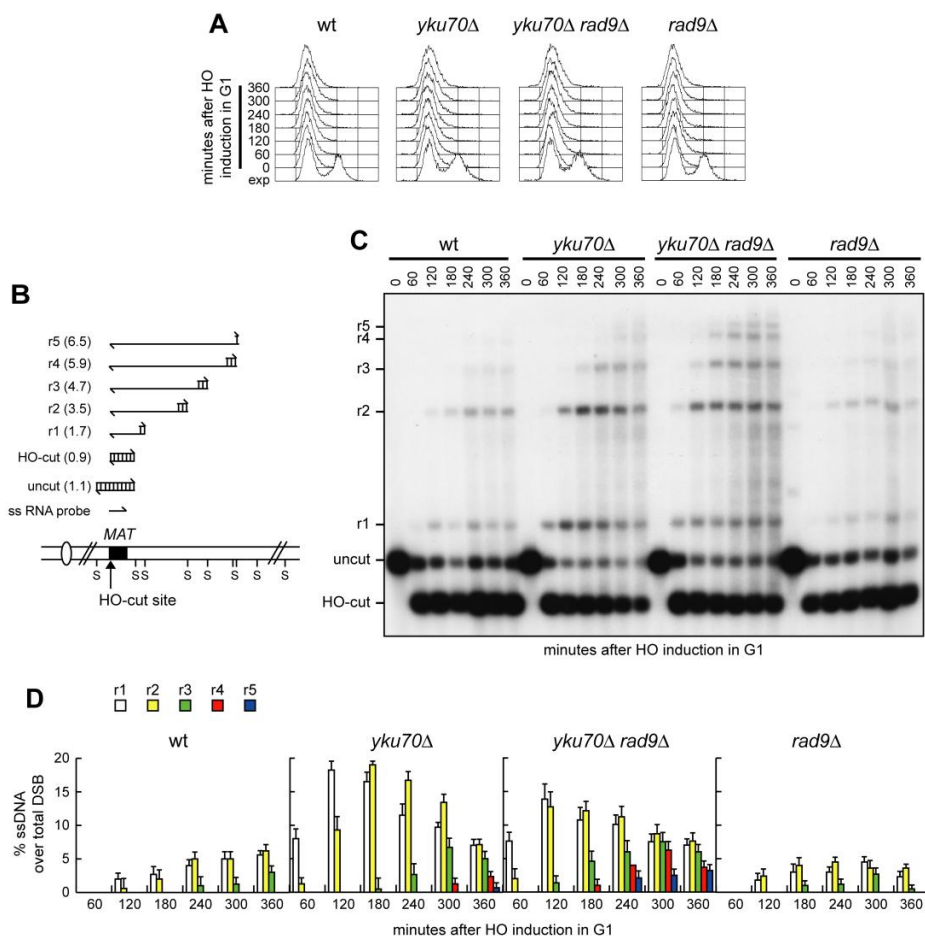 A
wt
yku70Δ
yku70Δ rad9Δ
rad9Δ
minutes after HO
induction in G1
360
300
240
180
120
60
0
exp
B
r5 (6.5)
r4 (5.9)
r3 (4.7)
r2 (3.5)
r1 (1.7)
HO-cut (0.9)
uncut (1.1)
ss RNA probe
MAT
S S S S S S S
HO-cut site
C
wt
yku70Δ
yku70Δ rad9Δ
rad9Δ
0 60 120 180 240 300 360 0 60 120 180 240 300 360 0 60 120 180 240 300 360 0 60 120 180 240 300 360
r5
r4
r3
r2
r1
uncut
HO-cut
minutes after HO induction in G1
D
r1 r2 r3 r4 r5
wt
yku70Δ
yku70Δ rad9Δ
rad9Δ
% ssDNA
over total DSB
20
15
10
5
0
60 120 180 240 300 360 60 120 180 240 300 360 60 120 180 240 300 360 60 120 180 240 300 360
minutes after HO induction in G1